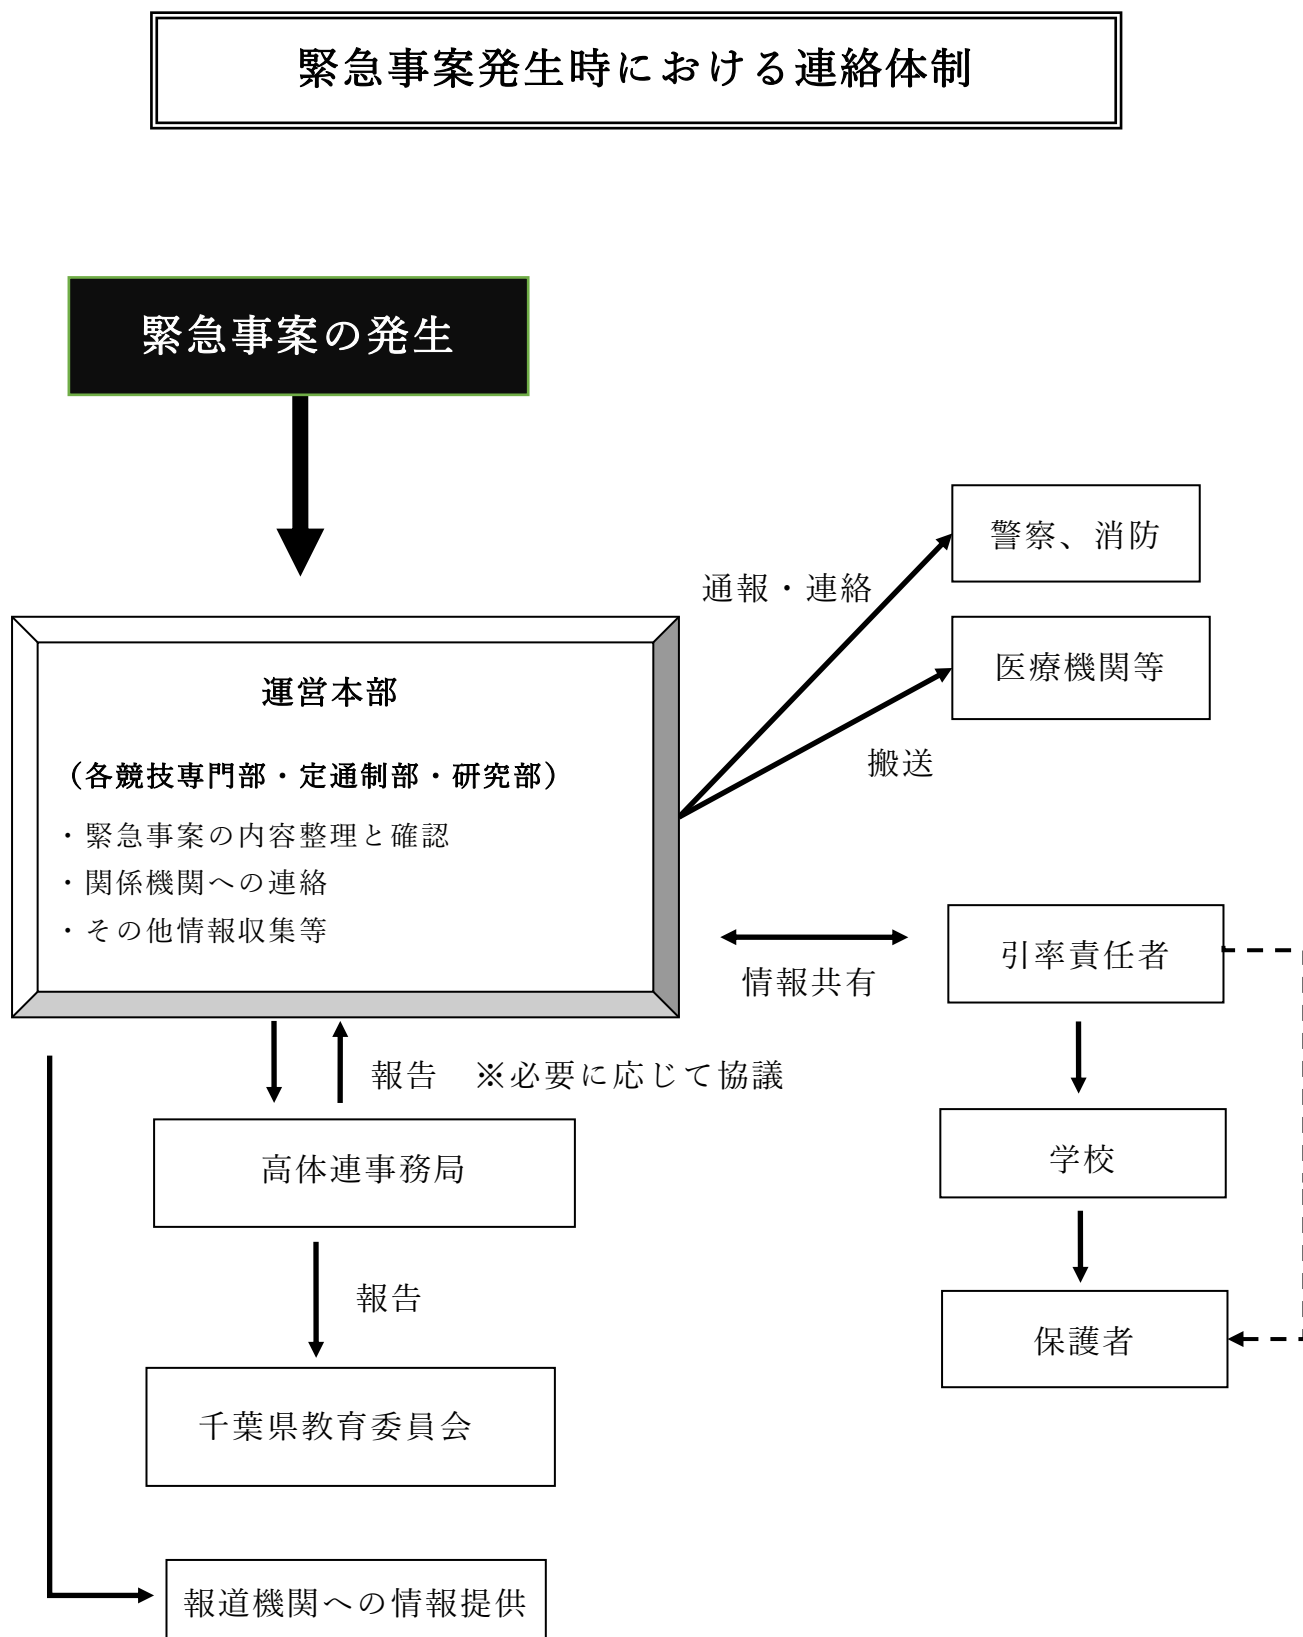 緊急事案発生時における連絡体制
緊急事案の発生
警察、消防
通報・連絡
医療機関等
搬送
運営本部
（各競技専門部・定通制部・研究部）
・緊急事案の内容整理と確認
・関係機関への連絡
・その他情報収集等
引率責任者
情報共有
報告　※必要に応じて協議
高体連事務局
学校
報告
保護者
千葉県教育委員会
報道機関への情報提供